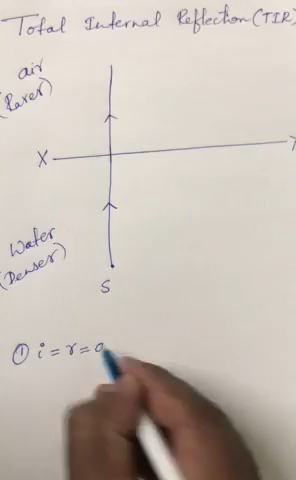 Total Internal Reflection (TIR)
air
(Rarer)
X
Water
(Denser)
S
① i = r = 0